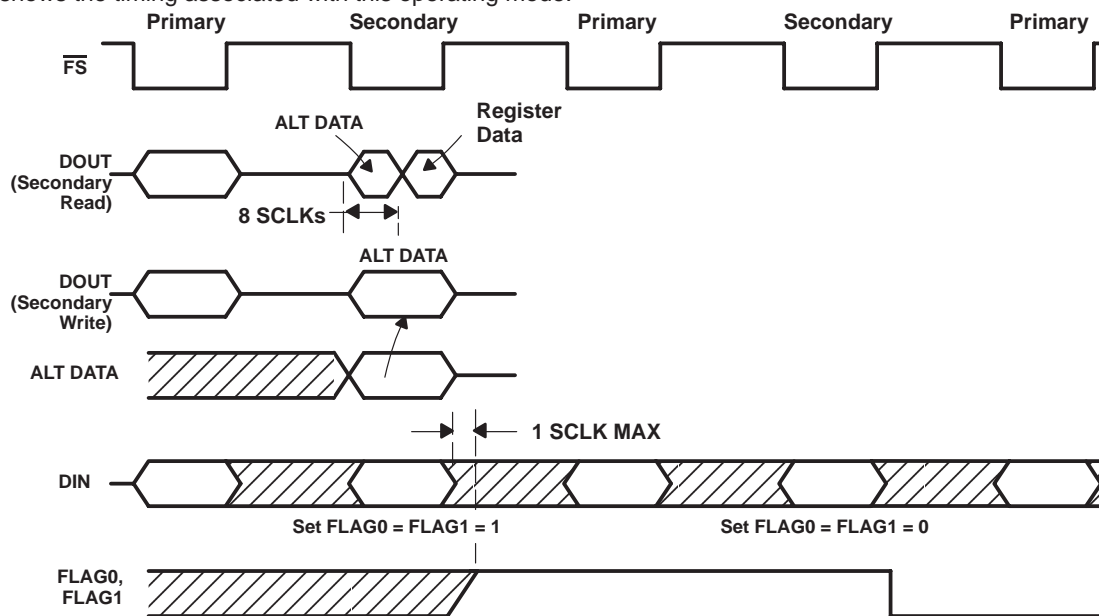 shows the timing associated with this operating mode.
Primary Secondary Primary Secondary Primary
FS
ALT DATA
Register
Data
DOUT
(Secondary
Read)
8 SCLKs
ALT DATA
DOUT
(Secondary
Write)
ALT DATA
1 SCLK MAX
DIN
Set FLAG0 = FLAG1 = 1
Set FLAG0 = FLAG1 = 0
FLAG0,
FLAG1